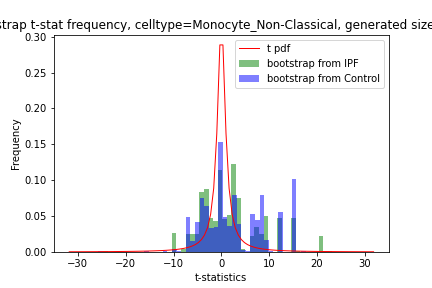 strap t-stat frequency, celltype=Monocyte_Non-Classical, generated size
t pdf
bootstrap from IPF
bootstrap from Control
Frequency
0.30
0.25
0.20
0.15
0.10
0.05
0.00
−30 −20 −10 0 10 20 30
t-statistics